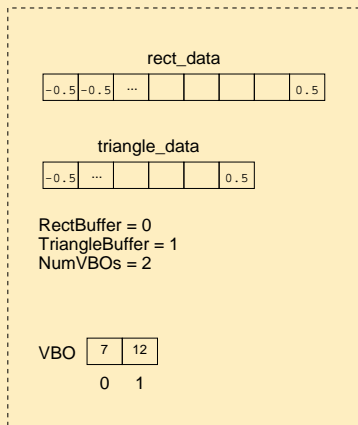 rect_data
-0.5 -0.5 ... 0.5
triangle_data
-0.5 ... 0.5
RectBuffer = 0
TriangleBuffer = 1
NumVBOs = 2
VBO 7 12
0 1